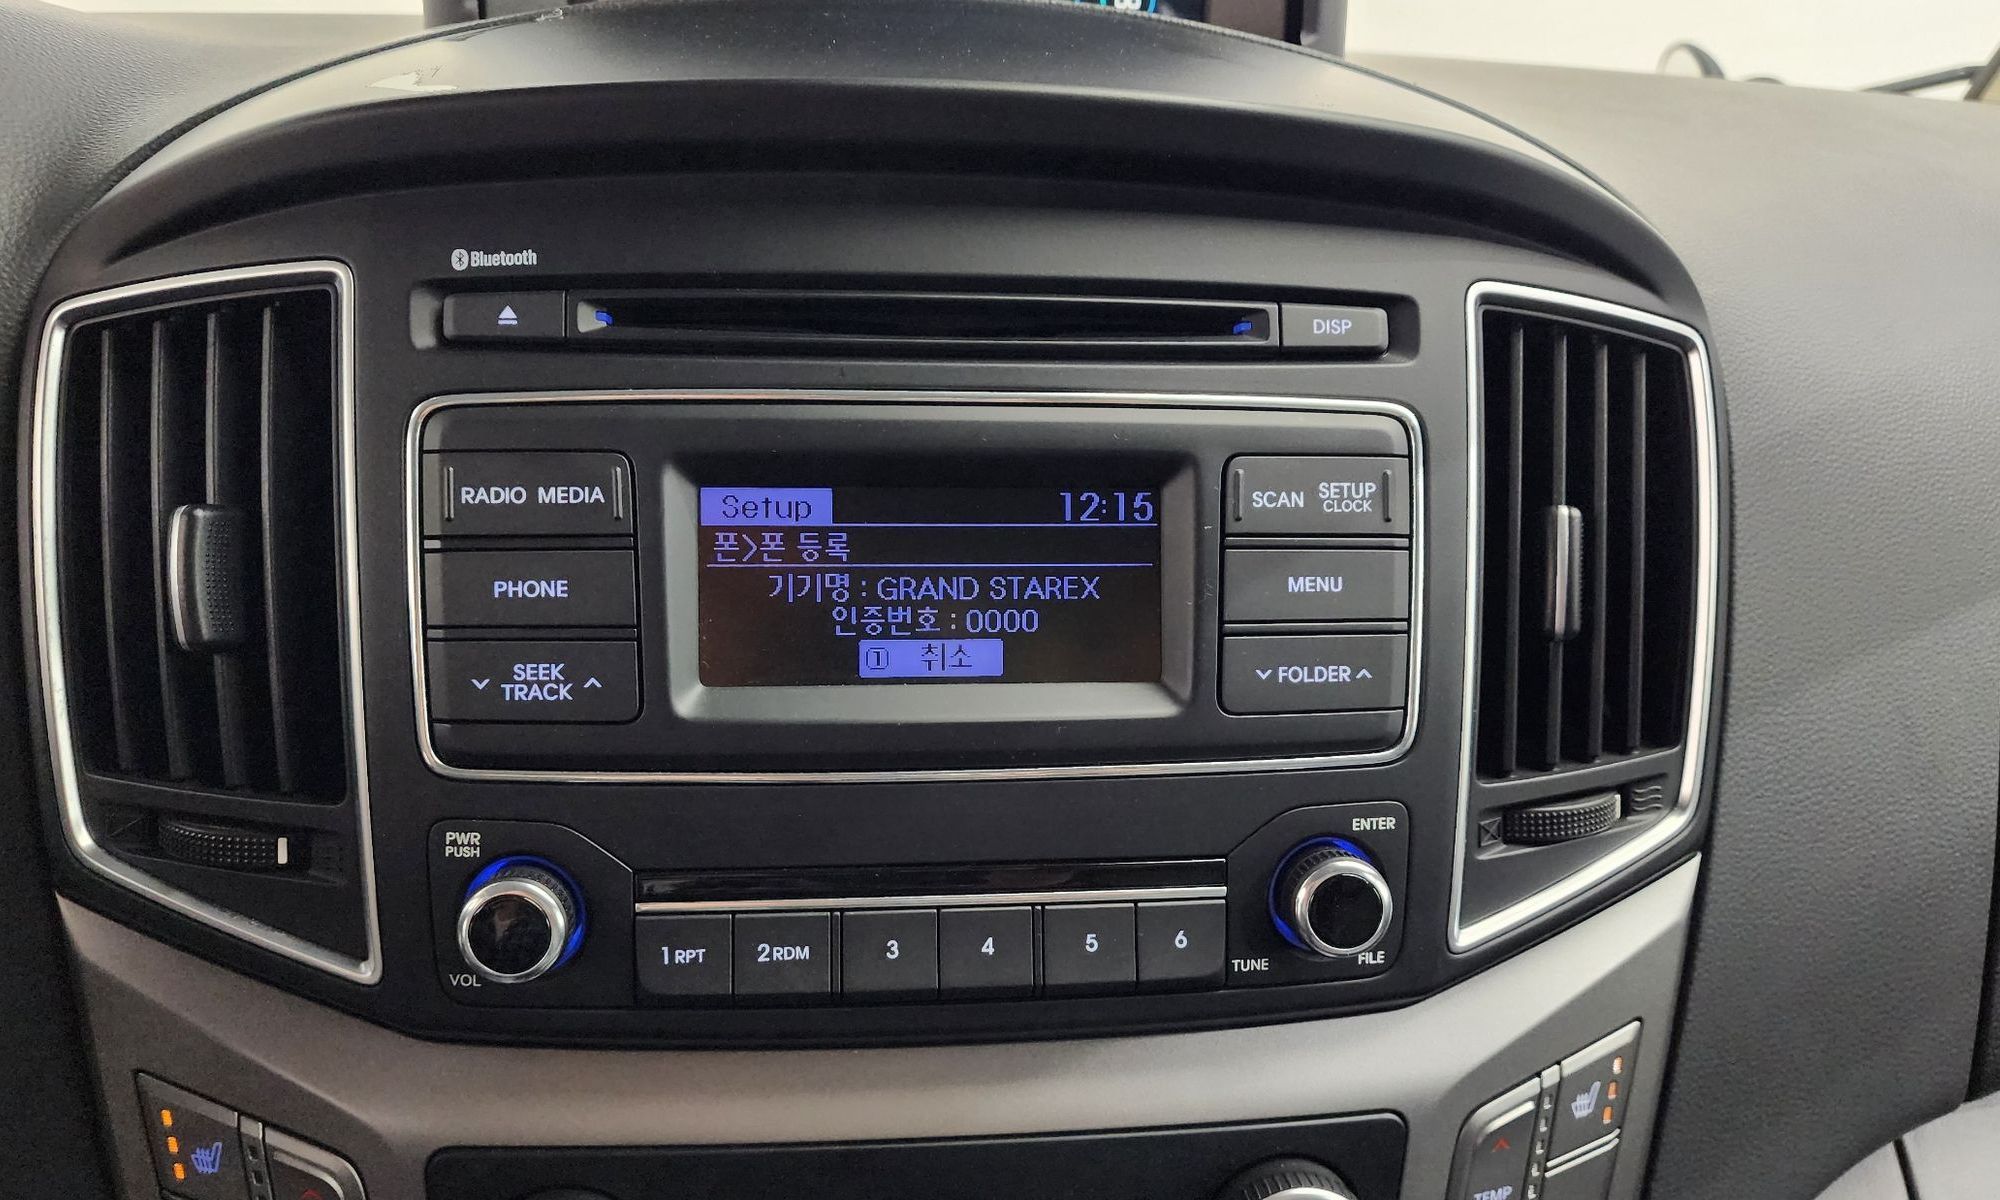 Bluetooth
DISP
RADIO MEDIA
SCAN
SETUP
CLOCK
Setup
12:15
폰>폰 등록
기기명 : GRAND STAREX
인증번호 : 0000
① 취소
PHONE
MENU
SEEK
TRACK
FOLDER
PWR
PUSH
VOL
1 RPT
2 RDM
3
4
5
6
ENTER
TUNE
FILE
TEMP